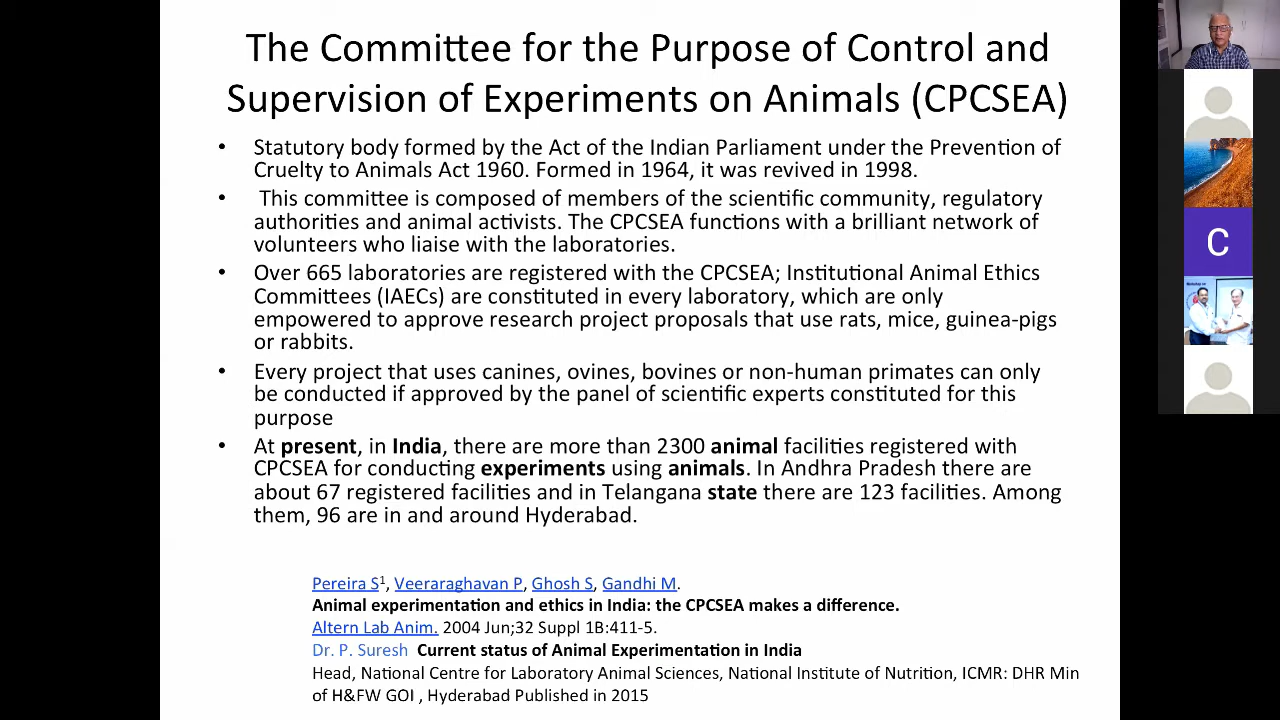 The Committee for the Purpose of Control and
Supervision of Experiments on Animals (CPCSEA)
• Statutory body formed by the Act of the Indian Parliament under the Prevention of
Cruelty to Animals Act 1960. Formed in 1964, it was revived in 1998.
• This committee is composed of members of the scientific community, regulatory
authorities and animal activists. The CPCSEA functions with a brilliant network of
volunteers who liaise with the laboratories.
• Over 665 laboratories are registered with the CPCSEA; Institutional Animal Ethics
Committees (IAECs) are constituted in every laboratory, which are only
empowered to approve research project proposals that use rats, mice, guinea-pigs
or rabbits.
• Every project that uses canines, ovines, bovines or non-human primates can only
be conducted if approved by the panel of scientific experts constituted for this
purpose
• At present, in India, there are more than 2300 animal facilities registered with
CPCSEA for conducting experiments using animals. In Andhra Pradesh there are
about 67 registered facilities and in Telangana state there are 123 facilities. Among
them, 96 are in and around Hyderabad.
Pereira S¹, Veeraraghavan P, Ghosh S, Gandhi M.
Animal experimentation and ethics in India: the CPCSEA makes a difference.
Altern Lab Anim. 2004 Jun;32 Suppl 1B:411-5.
Dr. P. Suresh Current status of Animal Experimentation in India
Head, National Centre for Laboratory Animal Sciences, National Institute of Nutrition, ICMR: DHR Min
of H&FW GOI , Hyderabad Published in 2015
C